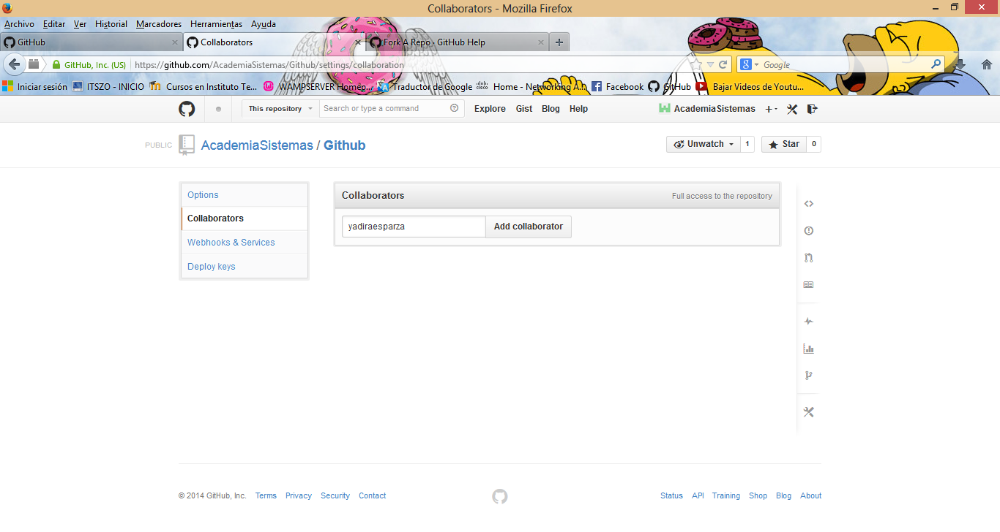 Collaborators - Mozilla Firefox
Archivo Editar Ver Historial Marcadores Herramientas Ayuda
GitHub × Collaborators × Fork A Repo · GitHub Help × +
GitHub, Inc. (US) https://github.com/AcademiaSistemas/Github/settings/collaboration Google
Iniciar sesión ITSZO - INICIO Cursos en Instituto Te... WAMPSERVER Homep... Traductor de Google Home - Networking A... Facebook GitHub Bajar Videos de Youtu...
This repository Search or type a command Explore Gist Blog Help AcademiaSistemas
PUBLIC AcademiaSistemas / Github Unwatch 1 Star 0
Options
Collaborators
Webhooks & Services
Deploy keys
Collaborators Full access to the repository
yadiraesparza Add collaborator
© 2014 GitHub, Inc. Terms Privacy Security Contact Status API Training Shop Blog About